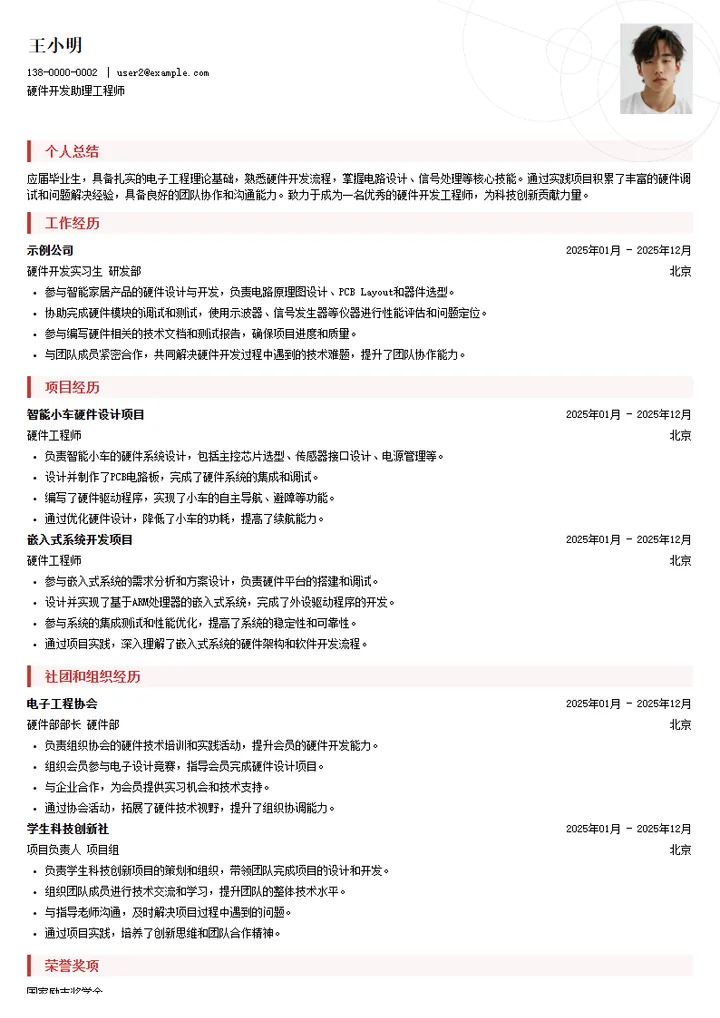 王小明
138-0000-0002 | user2@example.com
硬件开发助理工程师
个人总结
应届毕业生，具备扎实的电子工程理论基础，熟悉硬件开发流程，掌握电路设计、信号处理等核心技能。通过实践项目积累了丰富的硬件调
试和问题解决经验，具备良好的团队协作和沟通能力。致力于成为一名优秀的硬件开发工程师，为科技创新贡献力量。
工作经历
示例公司 2025年01月 - 2025年12月
硬件开发实习生 研发部 北京
• 参与智能家居产品的硬件设计与开发，负责电路原理图设计、PCB Layout和器件选型。
• 协助完成硬件模块的调试和测试，使用示波器、信号发生器等仪器进行性能评估和问题定位。
• 参与编写硬件相关的技术文档和测试报告，确保项目进度和质量。
• 与团队成员紧密合作，共同解决硬件开发过程中遇到的技术难题，提升了团队协作能力。
项目经历
智能小车硬件设计项目 2025年01月 - 2025年12月
硬件工程师 北京
• 负责智能小车的硬件系统设计，包括主控芯片选型、传感器接口设计、电源管理等。
• 设计并制作了PCB电路板，完成了硬件系统的集成和调试。
• 编写了硬件驱动程序，实现了小车的自主导航、避障等功能。
• 通过优化硬件设计，降低了小车的功耗，提高了续航能力。
嵌入式系统开发项目 2025年01月 - 2025年12月
硬件工程师 北京
• 参与嵌入式系统的需求分析和方案设计，负责硬件平台的搭建和调试。
• 设计并实现了基于ARM处理器的嵌入式系统，完成了外设驱动程序的开发。
• 参与系统的集成测试和性能优化，提高了系统的稳定性和可靠性。
• 通过项目实践，深入理解了嵌入式系统的硬件架构和软件开发流程。
社团和组织经历
电子工程协会 2025年01月 - 2025年12月
硬件部部长 硬件部 北京
• 负责组织协会的硬件技术培训和实践活动，提升会员的硬件开发能力。
• 组织会员参与电子设计竞赛，指导会员完成硬件设计项目。
• 与企业合作，为会员提供实习机会和技术支持。
• 通过协会活动，拓展了硬件技术视野，提升了组织协调能力。
学生科技创新社 2025年01月 - 2025年12月
项目负责人 项目组 北京
• 负责学生科技创新项目的策划和组织，带领团队完成项目的设计和开发。
• 组织团队成员进行技术交流和学习，提升团队的整体技术水平。
• 与指导老师沟通，及时解决项目过程中遇到的问题。
• 通过项目实践，培养了创新思维和团队合作精神。
荣誉奖项
国家励志奖学金